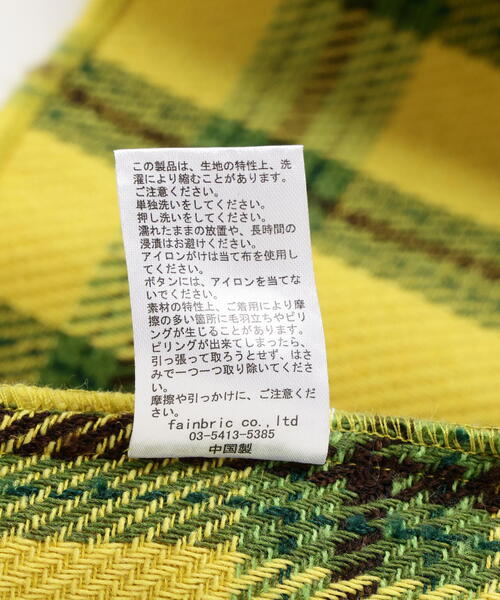 この製品は、生地の特性上、洗
濯により縮むことがあります。
ご注意ください。
単独洗いをしてください。
押し洗いをしてください。
濡れたままの放置や、長時間の
浸漬はお避けください。
アイロンがけは当て布を使用し
てください。
ボタンには、アイロンを当てな
いでください。
素材の特性上、ご着用により摩
擦の多い箇所に毛羽立ちやピリ
ングが生じることがあります。
ピリングが出来てしまったら、
引っ張って取ろうとせず、はさ
みで一つ一つ取り除いてくださ
い。
摩擦や引っかけに、ご注意くだ
さい。
fainbric co.,ltd
03-5413-5385
中国製